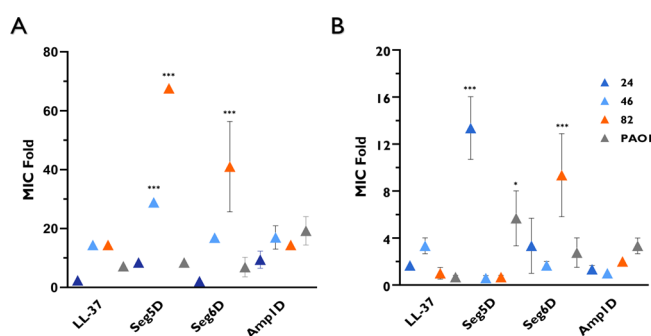 A
MIC Fold
80
60
40
20
0
***
***
***
LL-37
Seg5D
Seg6D
Amp1D
B
MIC Fold
20
16
12
8
4
0
***
*
***
LL-37
Seg5D
Seg6D
Amp1D
24
46
82
PAO1